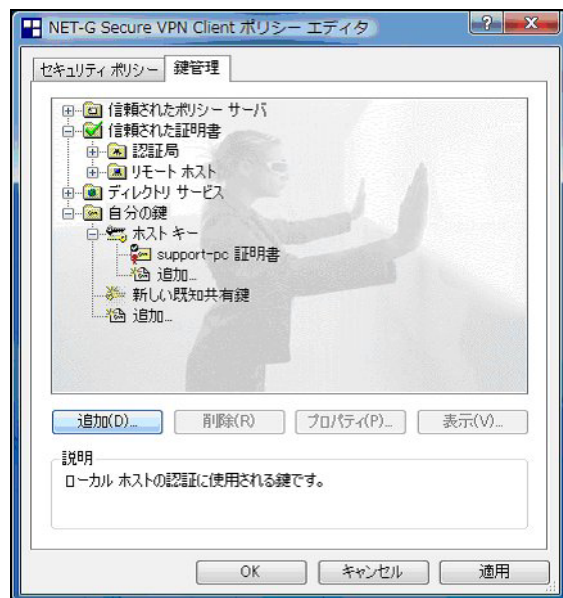 NET-G Secure VPN Client ポリシー エディタ
セキュリティ ポリシー
鍵管理
信頼されたポリシー サーバ
信頼された証明書
認証局
リモート ホスト
ディレクトリ サービス
自分の鍵
ホスト キー
support-pc 証明書
追加...
新しい既知共有鍵
追加...
追加(D)...
削除(R)
プロパティ(P)...
表示(V)...
説明
ローカル ホストの認証に使用される鍵です。
OK
キャンセル
適用